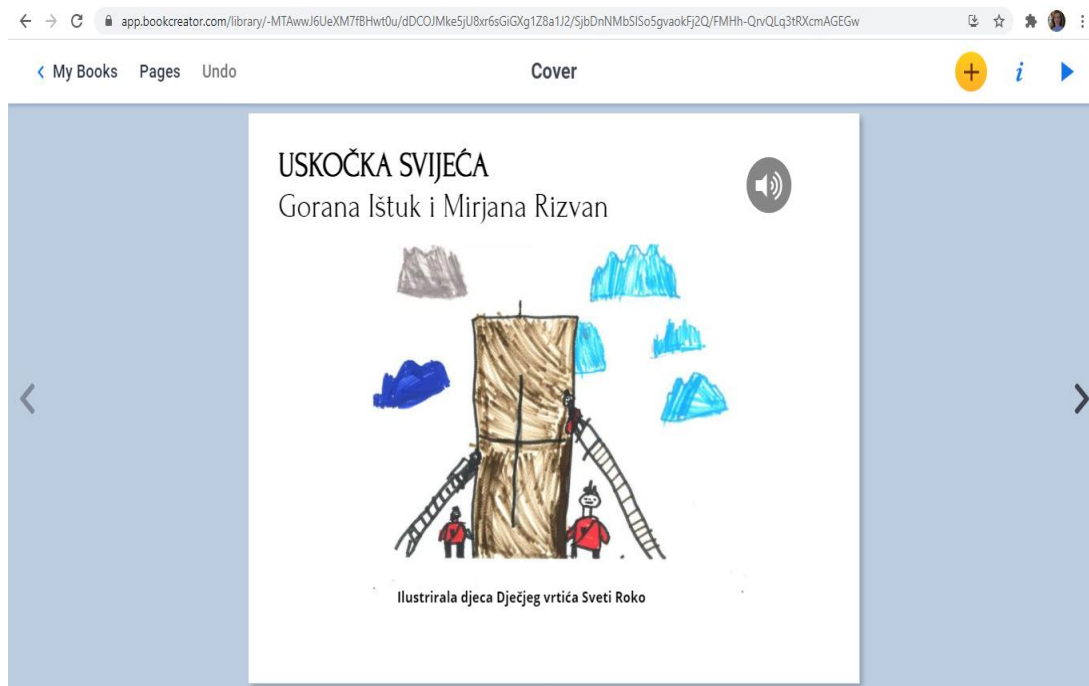 app.bookcreator.com/library/-MTAwwJ6UeXM7fBHwt0u/dDCOJMke5jU8xr6sGiGXg1Z8a1J2/SjbDnNMbSISo5gvaokFj2Q/FMHh-QrvQLq3tRXcmAGEGw
My Books Pages Undo Cover
USKOČKA SVIJEĆA
Gorana Ištuk i Mirjana Rizvan
Ilustrirala djeca Dječjeg vrtića Sveti Roko